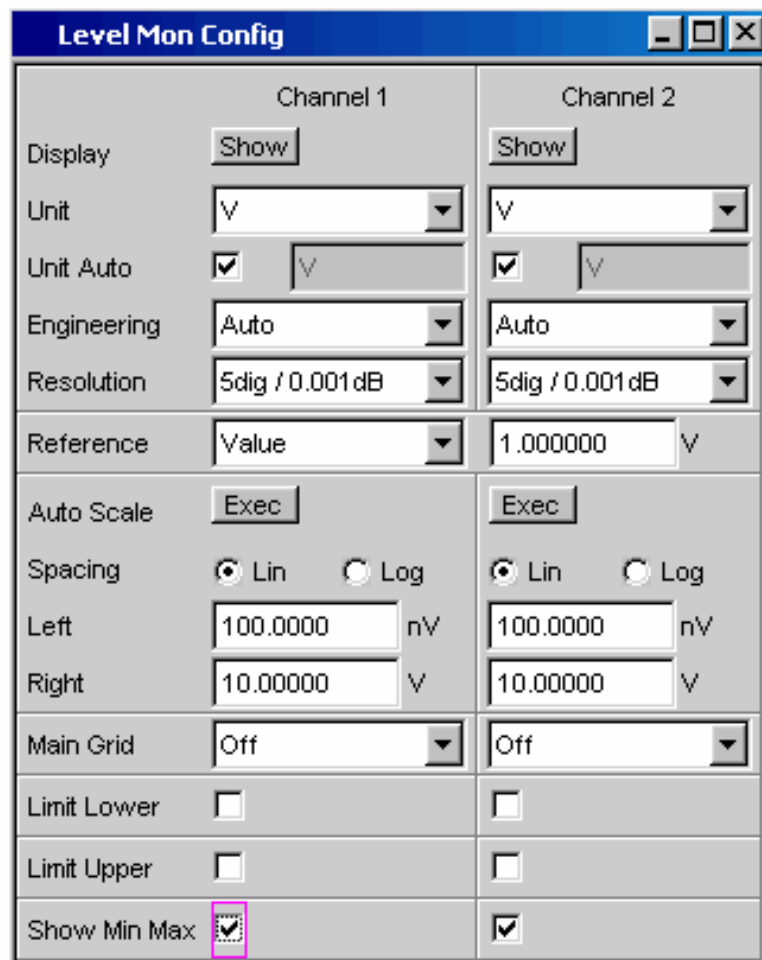 Level Mon Config
Channel 1 Channel 2
Display Show Show
Unit V V
Unit Auto V V
Engineering Auto Auto
Resolution 5dig / 0.001dB 5dig / 0.001dB
Reference Value 1.000000 V
Auto Scale Exec Exec
Spacing Lin Log Lin Log
Left 100.0000 nV 100.0000 nV
Right 10.00000 V 10.00000 V
Main Grid Off Off
Limit Lower
Limit Upper
Show Min Max